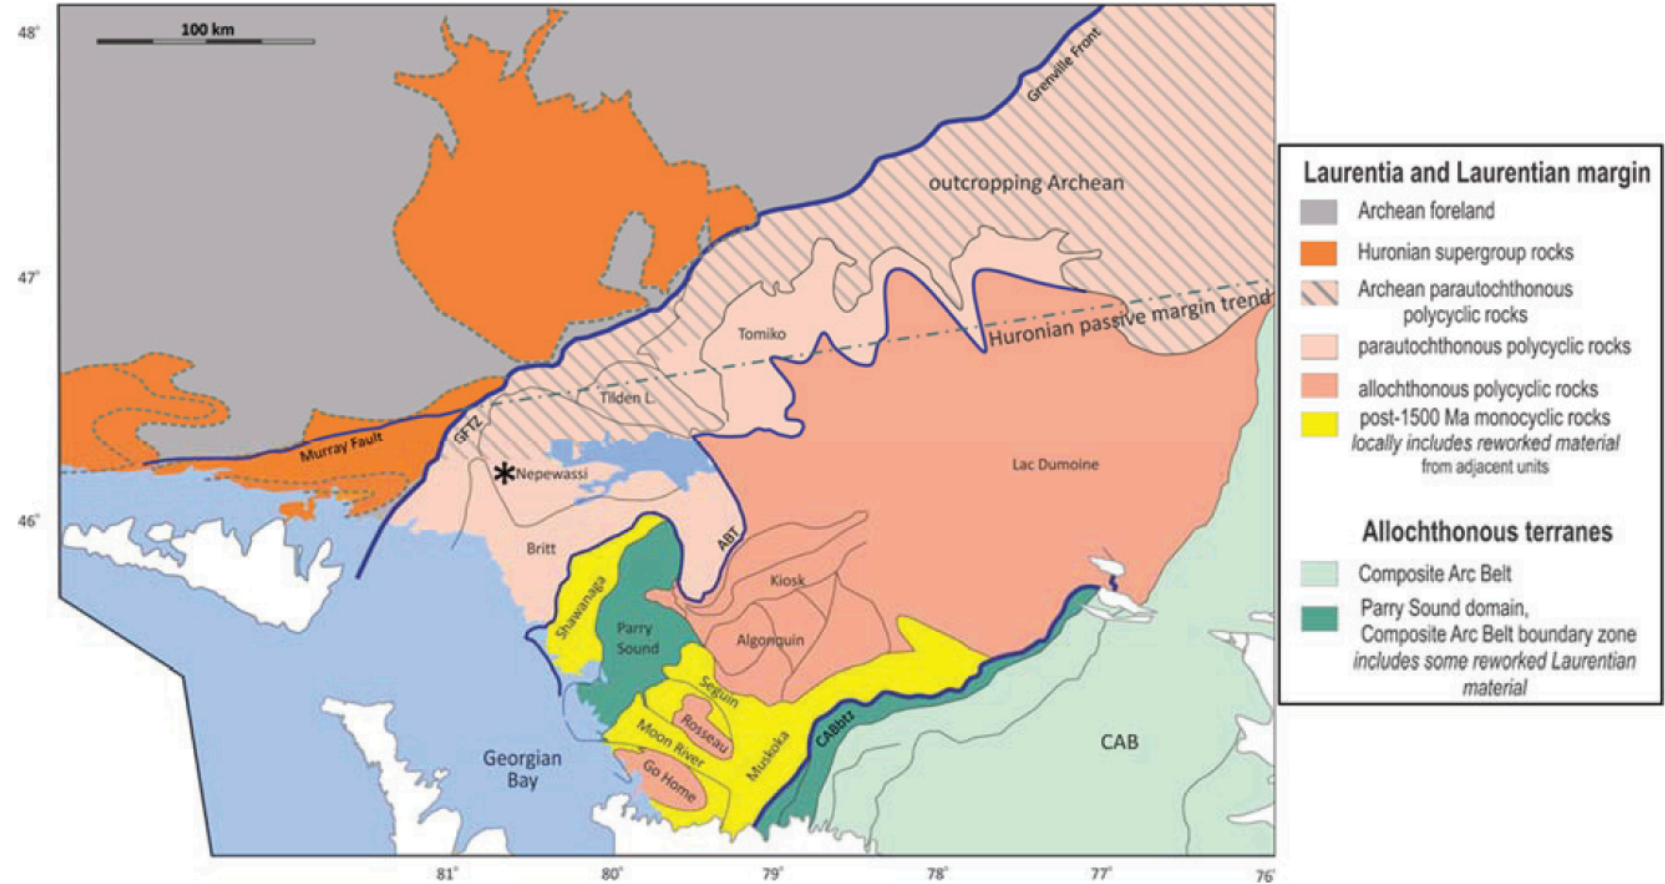 48°
100 km
Grenville Front
outcropping Archean
47°
Tomiko
Huronian passive margin trend
Tilden L.
GFTZ
Murray Fault
Nepewassi
Lac Dumoine
46°
ABT
Britt
Kiosk
Shawanaga
Parry
Sound
Algonquin
Seguin
Rosseau
Moon River
Muskoka
CABbtz
CAB
Georgian
Bay
Go Home
81°
80°
79°
78°
77°
76°
Laurentia and Laurentian margin
Archean foreland
Huronian supergroup rocks
Archean parautochthonous
polycyclic rocks
parautochthonous polycyclic rocks
allochthonous polycyclic rocks
post-1500 Ma monocyclic rocks
locally includes reworked material
from adjacent units
Allochthonous terranes
Composite Arc Belt
Parry Sound domain,
Composite Arc Belt boundary zone
includes some reworked Laurentian
material